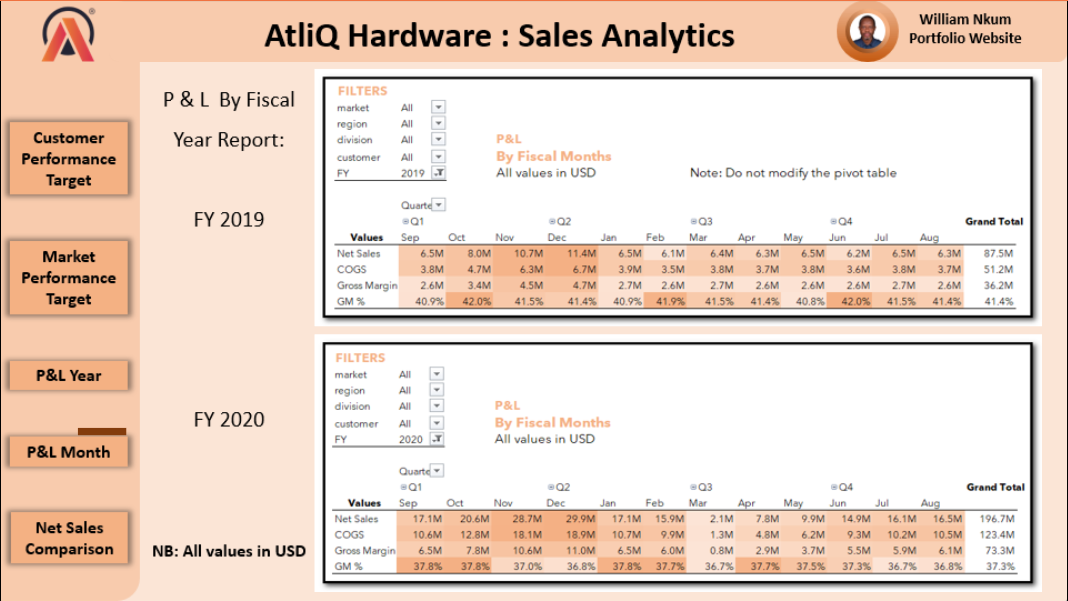 AtliQ Hardware : Sales Analytics
William Nkum
Portfolio Website
Customer
Performance
Target
Market
Performance
Target
P&L Year
P&L Month
Net Sales
Comparison
P & L By Fiscal
Year Report:
FY 2019
FILTERS
market All
region All
division All
customer All
FY 2019
P&L
By Fiscal Months
All values in USD
Note: Do not modify the pivot table
Quarte
Q1 Q2 Q3 Q4 Grand Total
Values Sep Oct Nov Dec Jan Feb Mar Apr May Jun Jul Aug
Net Sales 6.5M 8.0M 10.7M 11.4M 6.5M 6.1M 6.4M 6.3M 6.5M 6.2M 6.5M 6.3M 87.5M
COGS 3.8M 4.7M 6.3M 6.7M 3.9M 3.5M 3.8M 3.7M 3.8M 3.6M 3.8M 3.7M 51.2M
Gross Margin 2.6M 3.4M 4.5M 4.7M 2.7M 2.6M 2.7M 2.6M 2.6M 2.6M 2.7M 2.6M 36.2M
GM % 40.9% 42.0% 41.5% 41.4% 40.9% 41.9% 41.5% 41.4% 40.8% 42.0% 41.5% 41.4% 41.4%
FY 2020
FILTERS
market All
region All
division All
customer All
FY 2020
P&L
By Fiscal Months
All values in USD
Quarte
Q1 Q2 Q3 Q4 Grand Total
Values Sep Oct Nov Dec Jan Feb Mar Apr May Jun Jul Aug
Net Sales 17.1M 20.6M 28.7M 29.9M 17.1M 15.9M 2.1M 7.8M 9.9M 14.9M 16.1M 16.5M 196.7M
COGS 10.6M 12.8M 18.1M 18.9M 10.7M 9.9M 1.3M 4.8M 6.2M 9.3M 10.2M 10.5M 123.4M
Gross Margin 6.5M 7.8M 10.6M 11.0M 6.5M 6.0M 0.8M 2.9M 3.7M 5.5M 5.9M 6.1M 73.3M
GM % 37.8% 37.8% 37.0% 36.8% 37.8% 37.7% 36.7% 37.7% 37.5% 37.3% 36.7% 36.8% 37.3%
NB: All values in USD